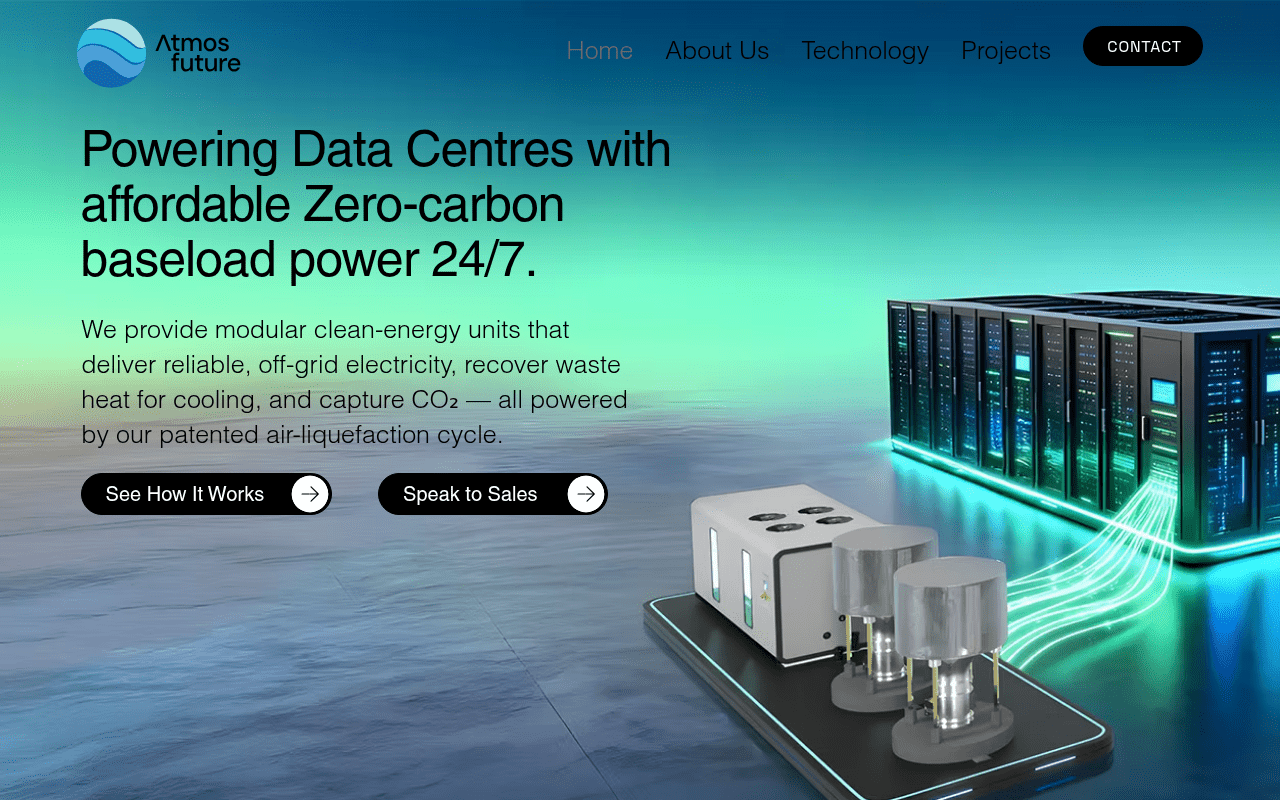 Atmos
future
Home About Us Technology Projects CONTACT
Powering Data Centres with
affordable Zero-carbon
baseload power 24/7.
We provide modular clean-energy units that
deliver reliable, off-grid electricity, recover waste
heat for cooling, and capture CO₂ — all powered
by our patented air-liquefaction cycle.
See How It Works Speak to Sales